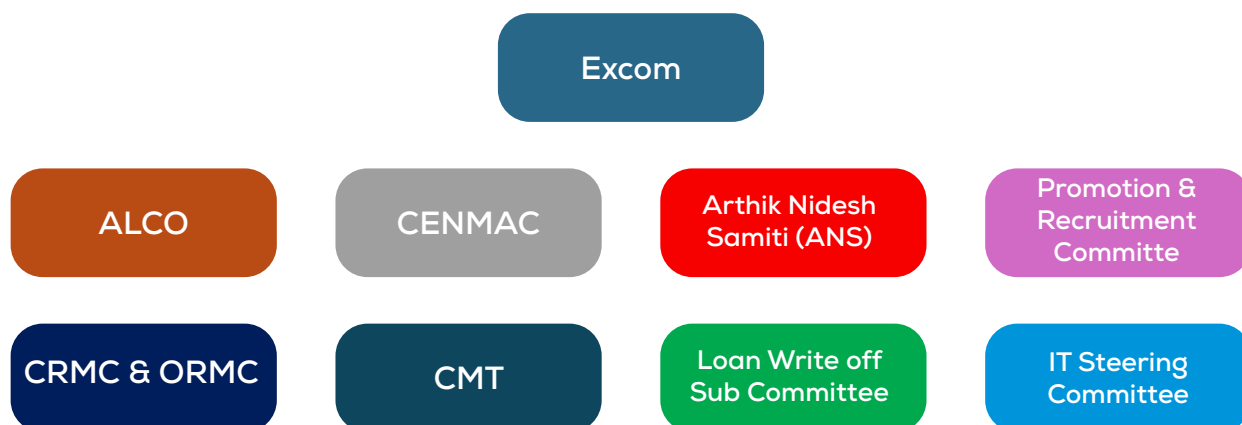 Excom
ALCO
CENMAC
Arthik Nidesh
Samiti (ANS)
Promotion &
Recruitment
Committe
CRMC & ORMC
CMT
Loan Write off
Sub Committee
IT Steering
Committee